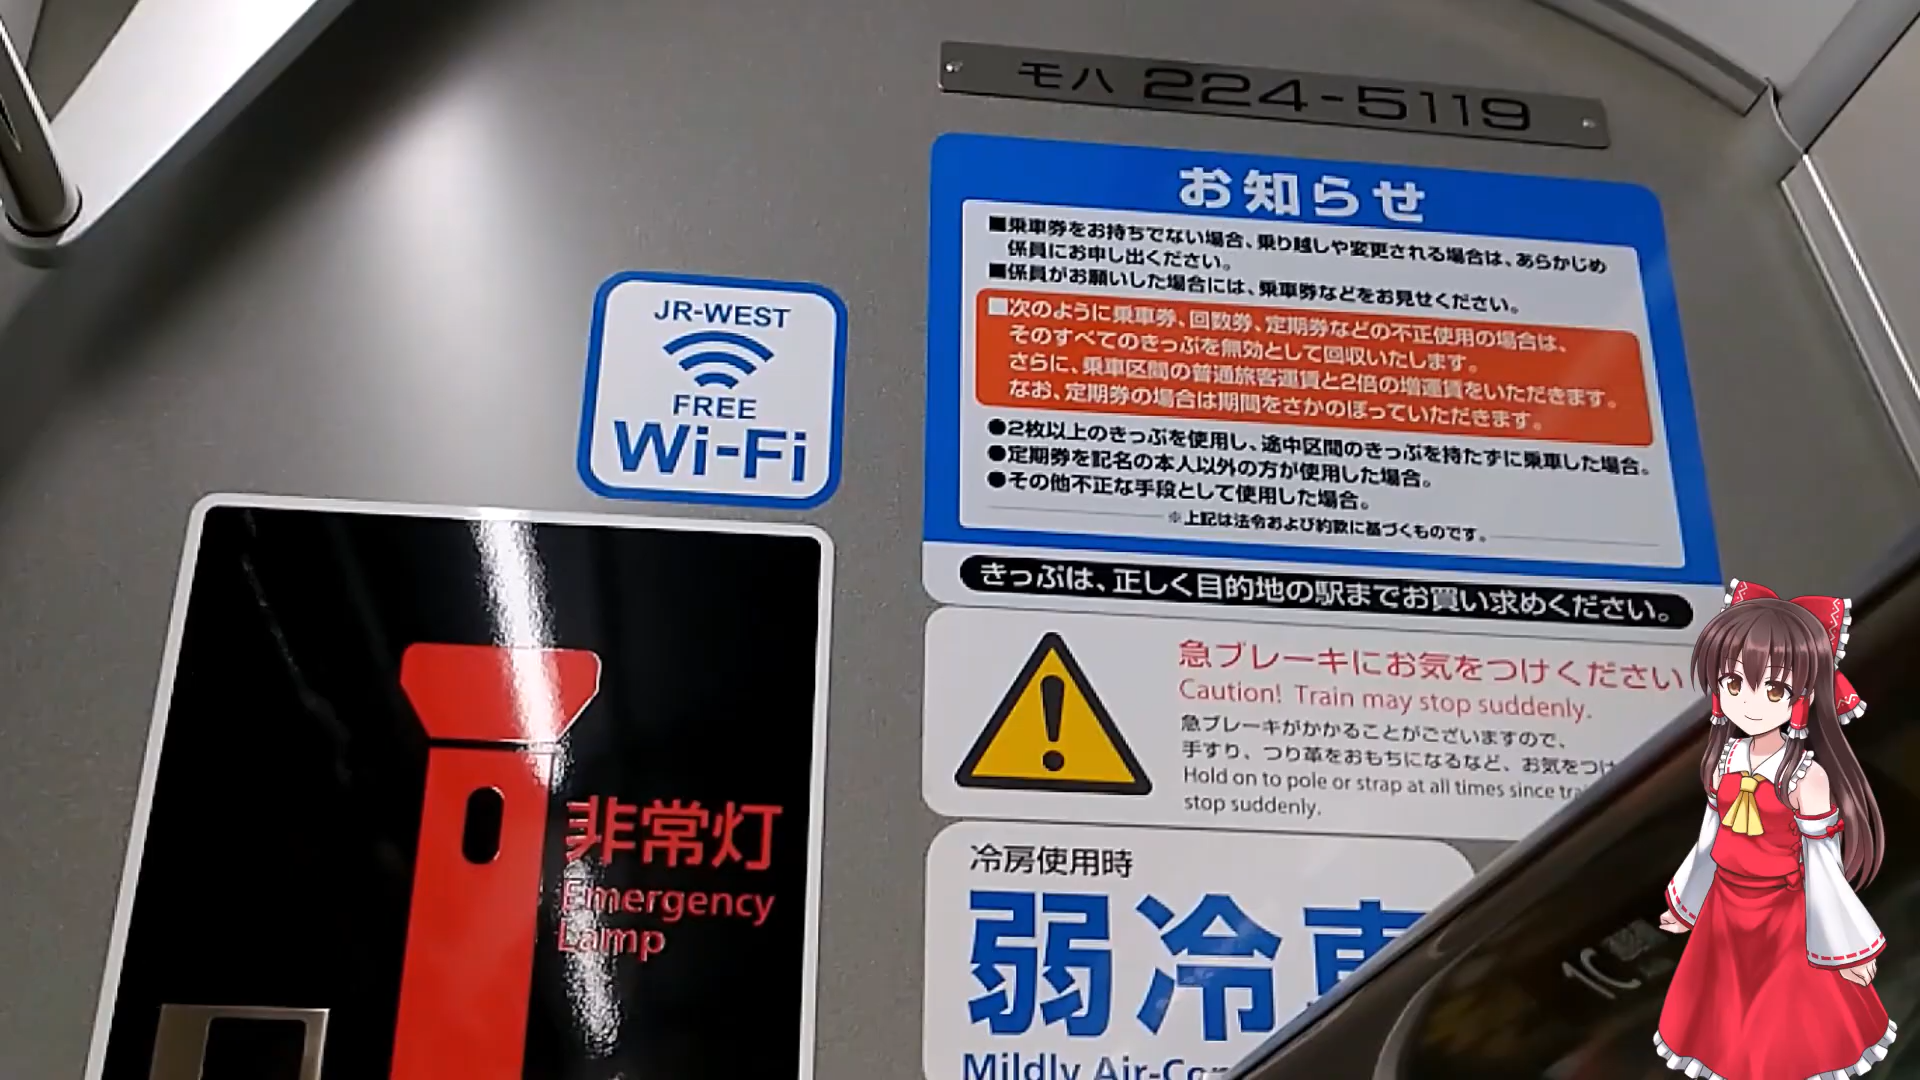 モハ 224-5119
お知らせ
■乗車券をお持ちでない場合、乗り越しや変更される場合は、あらかじめ
係員にお申し出ください。
■係員がお願いした場合には、乗車券などをお見せください。
■次のように乗車券、回数券、定期券などの不正使用の場合は、
そのすべてのきっぷを無効として回収いたします。
さらに、乗車区間の普通旅客運賃と2倍の増運賃をいただきます。
なお、定期券の場合は期間をさかのぼっていただきます。
●2枚以上のきっぷを使用し、途中区間のきっぷを持たずに乗車した場合。
●定期券を記名の本人以外の方が使用した場合。
●その他不正な手段として使用した場合。
※上記は法令および約款に基づくものです。
きっぷは、正しく目的地の駅までお買い求めください。
JR-WEST
FREE
Wi-Fi
急ブレーキにお気をつけください
Caution! Train may stop suddenly.
急ブレーキがかかることがございますので、
手すり、つり革をおもちになるなど、お気をつけ
Hold on to pole or strap at all times since
stop suddenly.
非常灯
Emergency
Lamp
冷房使用時
弱冷車
Mildly
1C